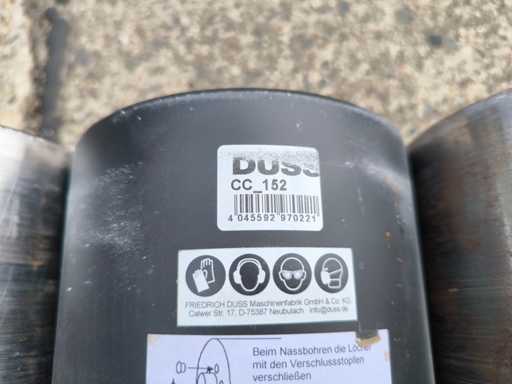 DUSS
CC_152
4 045592 970221
FRIEDRICH DUSS Maschinenfabrik GmbH & Co. KG
Calwer Str. 17, D-75387 Neubulach info@duss.de
Beim Nassbohren die Löcher
mit den Verschlussstopfen
verschließen